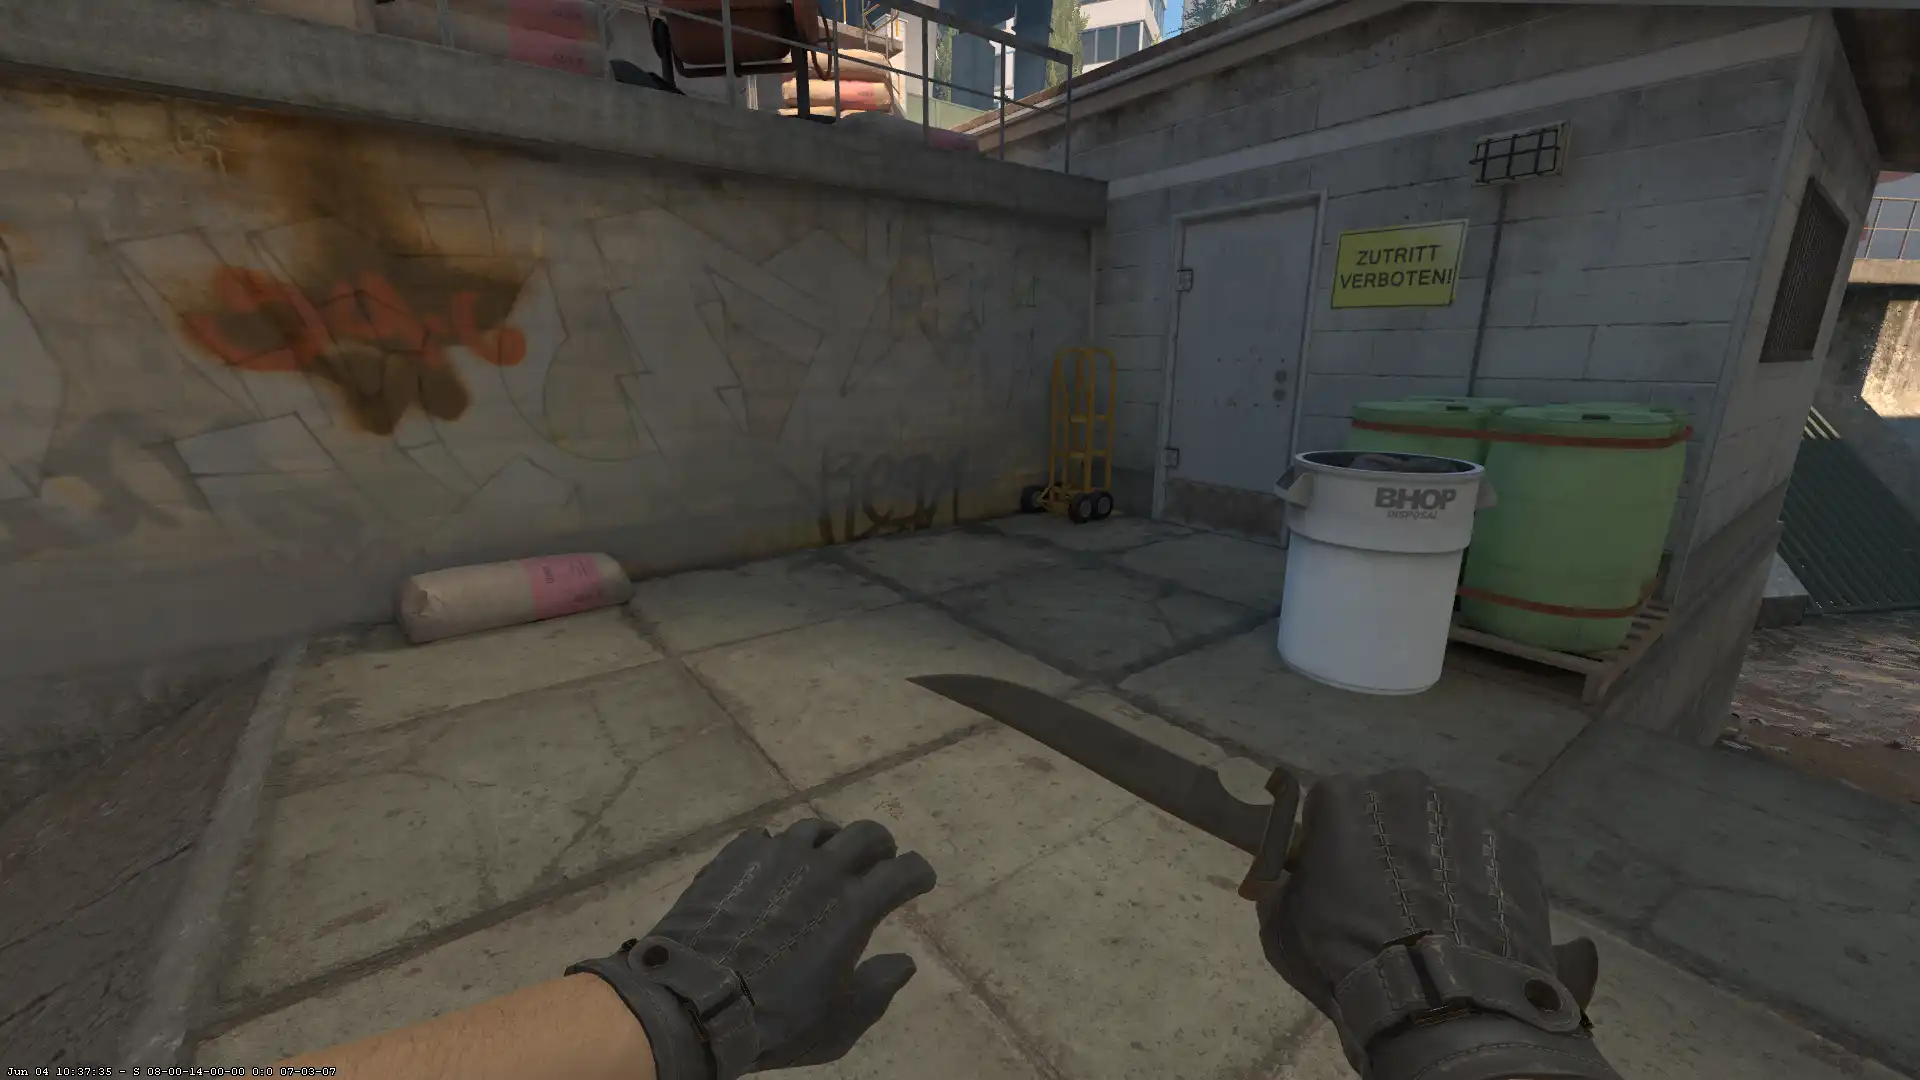 ZUTRITT
VERBOTEN!
BHOP
DISPOSAL
Jun 04 10:37:35 - S 08-00-14-00-00 0:0 07-03-07